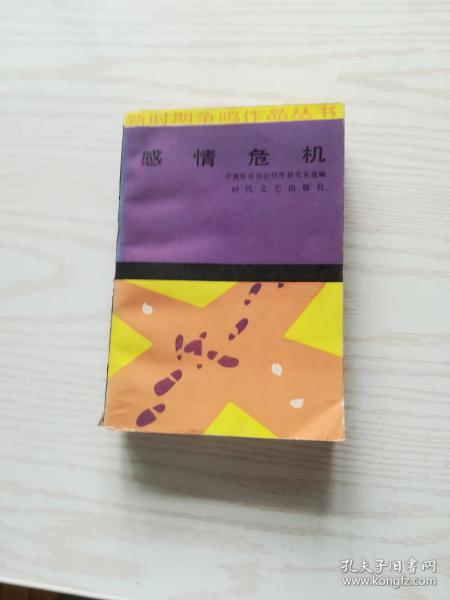 新时期争鸣作品丛书
感情危机
中国作家协会创作研究室选编
时代文艺出版社
孔夫子旧书网
www.kongfz.com